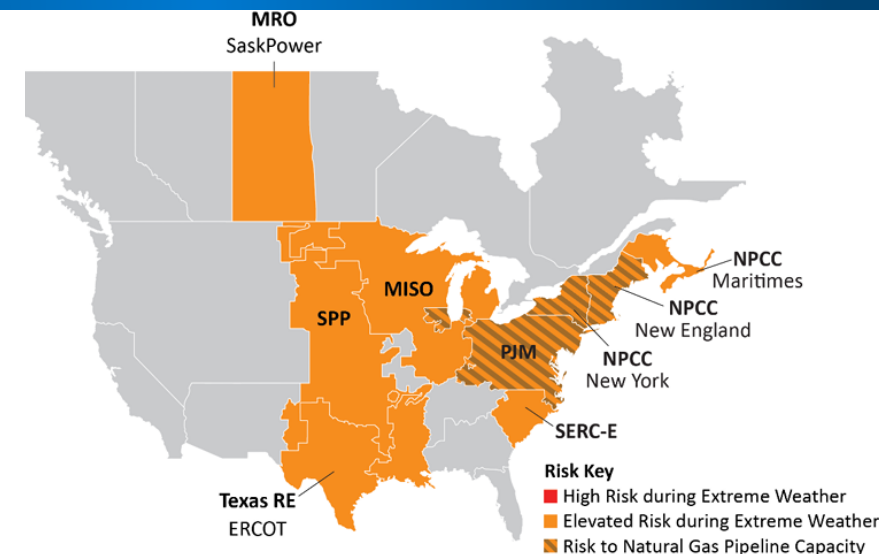 MRO
SaskPower
MISO
SPP
PJM
NPCC
Maritimes
NPCC
New England
NPCC
New York
SERC-E
Texas RE
ERCOT
Risk Key
High Risk during Extreme Weather
Elevated Risk during Extreme Weather
Risk to Natural Gas Pipeline Capacity